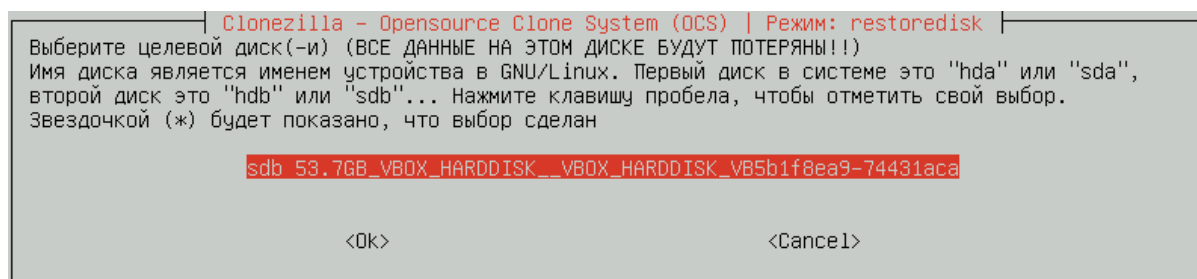 Clonezilla - Opensource Clone System (OCS) | Режим: restoredisk
Выберите целевой диск(-и) (ВСЕ ДАННЫЕ НА ЭТОМ ДИСКЕ БУДУТ ПОТЕРЯНЫ!!)
Имя диска является именем устройства в GNU/Linux. Первый диск в системе это "hda" или "sda",
второй диск это "hdb" или "sdb"... Нажмите клавишу пробела, чтобы отметить свой выбор.
Звездочкой (*) будет показано, что выбор сделан
sdb 53.7GB_VBOX_HARDDISK__VBOX_HARDDISK_VB5b1f8ea9-74431aca
<Ok> <Cancel>